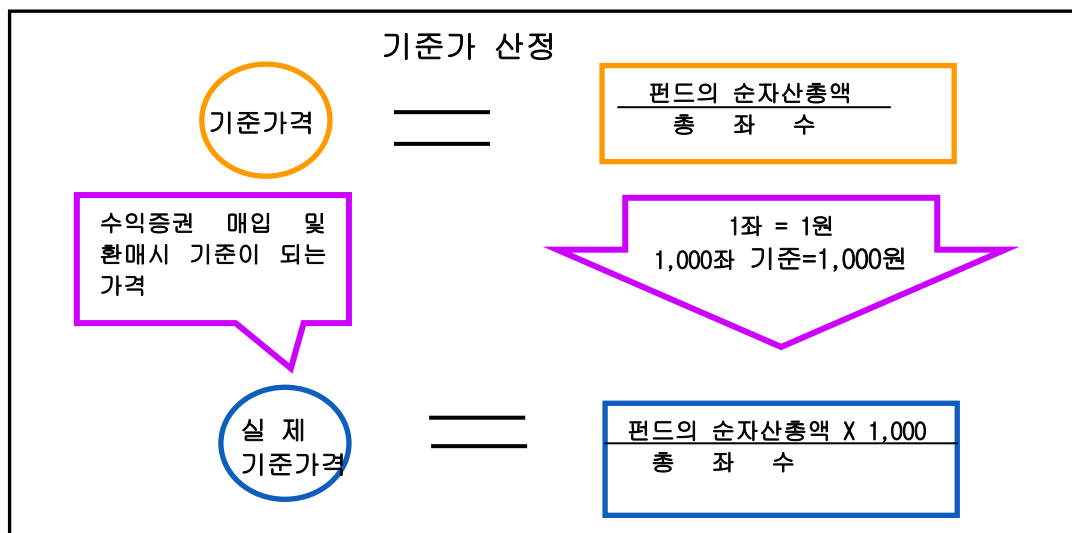 기준가 산정
기준가격
펀드의 순자산총액
총 좌 수
수익증권 매입 및
환매시 기준이 되는
가격
1좌 = 1원
1,000좌 기준=1,000원
실 제
기준가격
펀드의 순자산총액 X 1,000
총 좌 수